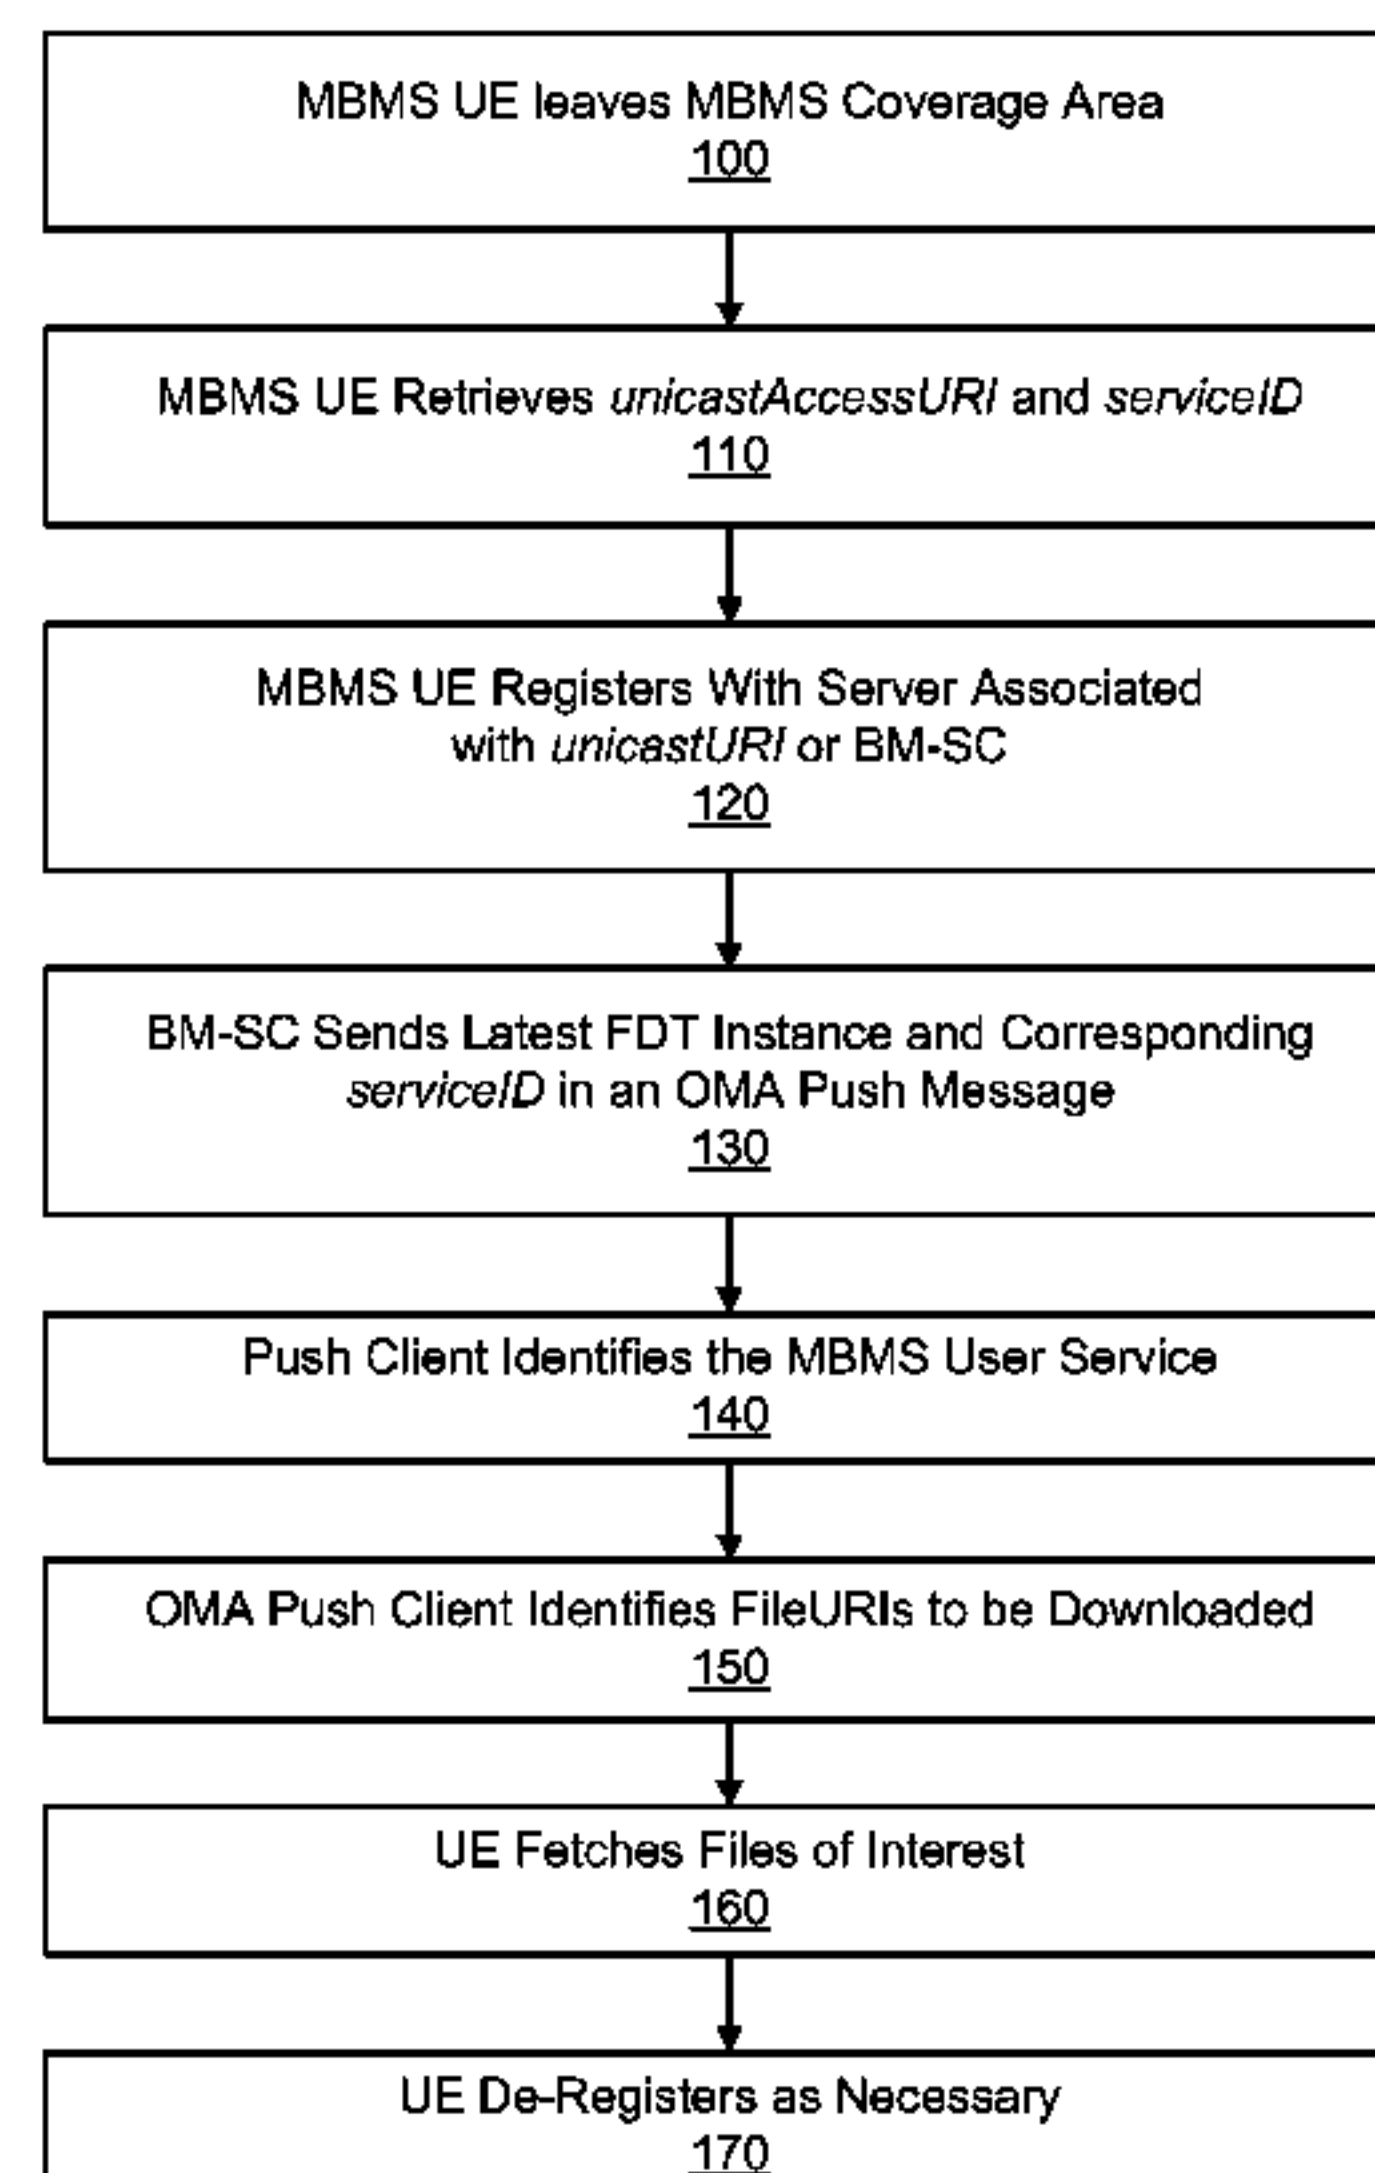 MBMS UE leaves MBMS Coverage Area
100
MBMS UE Retrieves unicastAccessURI and serviceID
110
MBMS UE Registers With Server Associated
with unicastURI or BM-SC
120
BM-SC Sends Latest FDT Instance and Corresponding
serviceID in an OMA Push Message
130
Push Client Identifies the MBMS User Service
140
OMA Push Client Identifies FileURIs to be Downloaded
150
UE Fetches Files of Interest
160
UE De-Registers as Necessary
170